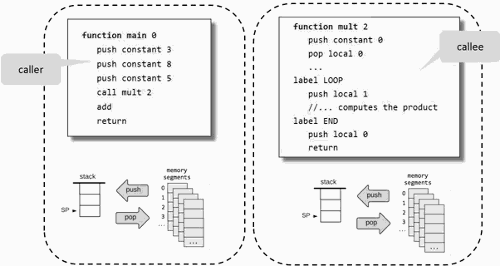 caller
function main 0
push constant 3
push constant 8
push constant 5
call mult 2
add
return
stack
SP
push
pop
memory
segments
0
1
2
3
...
...
callee
function mult 2
push constant 0
pop local 0
...
label LOOP
push local 1
//... computes the product
label END
push local 0
return
stack
SP
push
pop
memory
segments
0
1
2
3
...
...